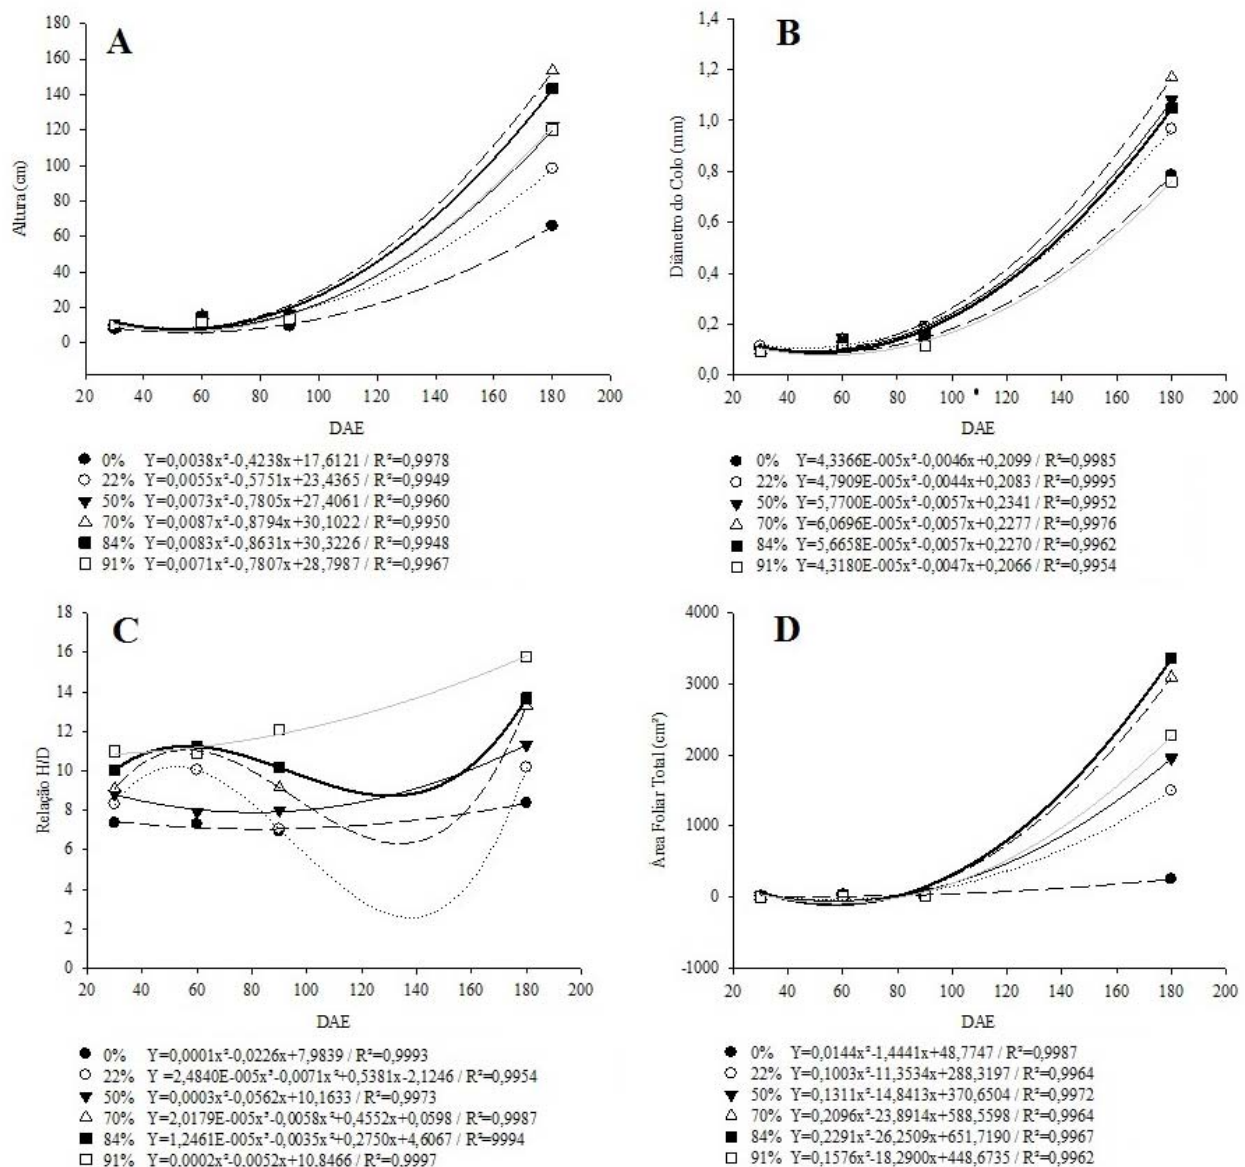 A
Altura (cm)
180
160
140
120
100
80
60
40
20
0
20 40 60 80 100 120 140 160 180 200
DAE
0% Y=0,0038x²-0,4238x+17,6121 / R²=0,9978
22% Y=0,0055x²-0,5751x+23,4365 / R²=0,9949
50% Y=0,0073x²-0,7805x+27,4061 / R²=0,9960
70% Y=0,0087x²-0,8794x+30,1022 / R²=0,9950
84% Y=0,0083x²-0,8631x+30,3226 / R²=0,9948
91% Y=0,0071x²-0,7807x+28,7987 / R²=0,9967
B
Diâmetro do Colo (mm)
1,4
1,2
1,0
0,8
0,6
0,4
0,2
0,0
20 40 60 80 100 120 140 160 180 200
DAE
0% Y=4,3366E-005x²-0,0046x+0,2099 / R²=0,9985
22% Y=4,7909E-005x²-0,0044x+0,2083 / R²=0,9995
50% Y=5,7700E-005x²-0,0057x+0,2341 / R²=0,9952
70% Y=6,0696E-005x²-0,0057x+0,2277 / R²=0,9976
84% Y=5,6658E-005x²-0,0057x+0,2270 / R²=0,9962
91% Y=4,3180E-005x²-0,0047x+0,2066 / R²=0,9954
C
Relação H/D
18
16
14
12
10
8
6
4
2
0
20 40 60 80 100 120 140 160 180 200
DAE
0% Y=0,0001x²-0,0226x+7,9839 / R²=0,9993
22% Y =2,4840E-005x³-0,0071x²+0,5381x-2,1246 / R²=0,9954
50% Y=0,0003x²-0,0562x+10,1633 / R²=0,9973
70% Y=2,0179E-005x³-0,0058x²+0,4552x+0,0598 / R²=0,9987
84% Y=1,2461E-005x³-0,0035x²+0,2750x+4,6067 / R²=9994
91% Y=0,0002x²-0,0052x+10,8466 / R²=0,9997
D
Área Foliar Total (cm²)
4000
3000
2000
1000
0
-1000
20 40 60 80 100 120 140 160 180 200
DAE
0% Y=0,0144x²-1,4441x+48,7747 / R²=0,9987
22% Y=0,1003x²-11,3534x+288,3197 / R²=0,9964
50% Y=0,1311x²-14,8413x+370,6504 / R²=0,9972
70% Y=0,2096x²-23,8914x+588,5598 / R²=0,9964
84% Y=0,2291x²-26,2509x+651,7190 / R²=0,9967
91% Y=0,1576x²-18,2900x+448,6735 / R²=0,9962